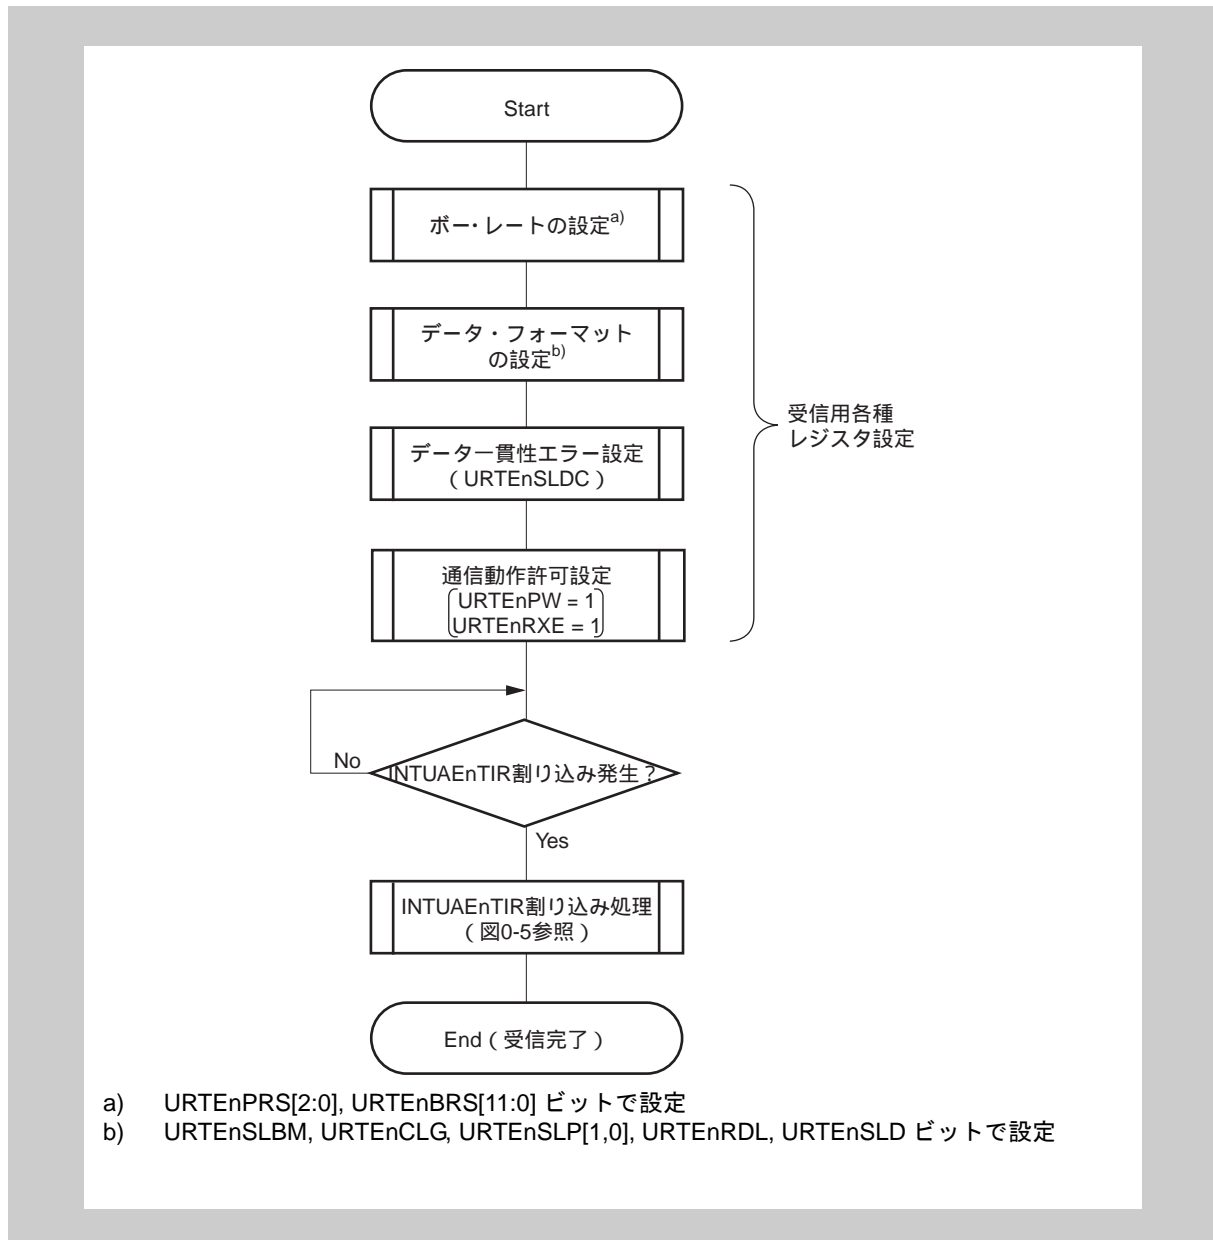 Start
ボー・レートの設定a)
データ・フォーマット
の設定b)
データ一貫性エラー設定
（URTEnSLDC）
通信動作許可設定
URTEnPW = 1
URTEnRXE = 1
受信用各種
レジスタ設定
No
INTUAEnTIR割り込み発生？
Yes
INTUAEnTIR割り込み処理
（図0-5参照）
End（受信完了）
a) URTEnPRS[2:0], URTEnBRS[11:0] ビットで設定
b) URTEnSLBM, URTEnCLG, URTEnSLP[1,0], URTEnRDL, URTEnSLD ビットで設定